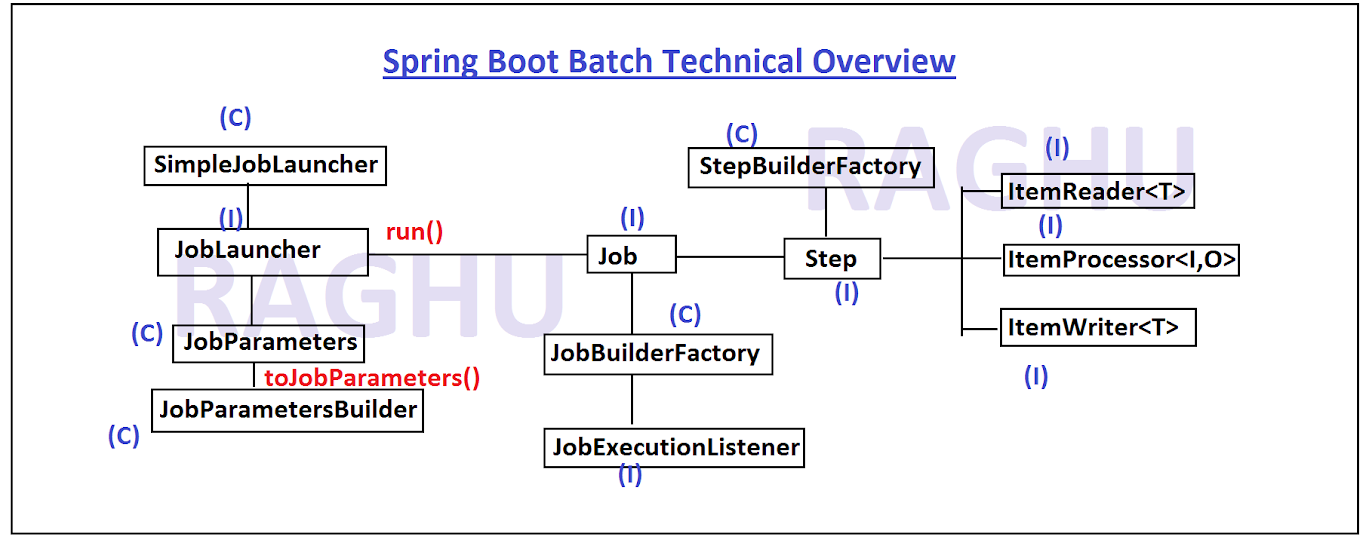 Spring Boot Batch Technical Overview
(C)
SimpleJobLauncher
(I)
JobLauncher
run()
(C)
JobParameters
toJobParameters()
JobParametersBuilder
(C)
(I)
Job
(C)
JobBuilderFactory
JobExecutionListener
(I)
(C)
StepBuilderFactory
Step
(I)
(I)
ItemReader<T>
(I)
ItemProcessor<I,O>
ItemWriter<T>
(I)
RAGHU
RAGHU